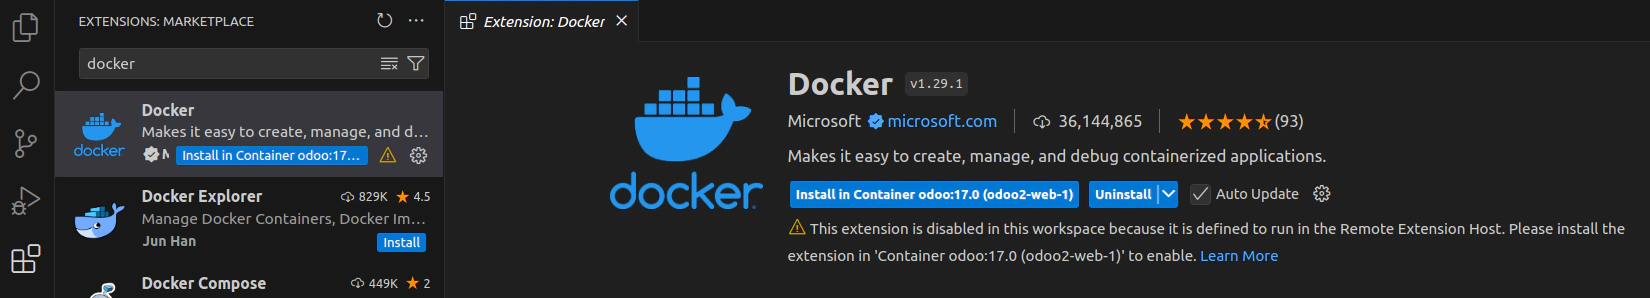 EXTENSIONS: MARKETPLACE
docker
Docker
Makes it easy to create, manage, and d...
docker
Install in Container odoo:17....
Docker Explorer 829K 4.5
Manage Docker Containers, Docker Im...
Jun Han Install
Docker Compose 449K 2
Extension: Docker
docker
Docker v1.29.1
Microsoft microsoft.com 36,144,865 (93)
Makes it easy to create, manage, and debug containerized applications.
Install in Container odoo:17.0 (odoo2-web-1) Uninstall Auto Update
This extension is disabled in this workspace because it is defined to run in the Remote Extension Host. Please install the
extension in 'Container odoo:17.0 (odoo2-web-1)' to enable. Learn More